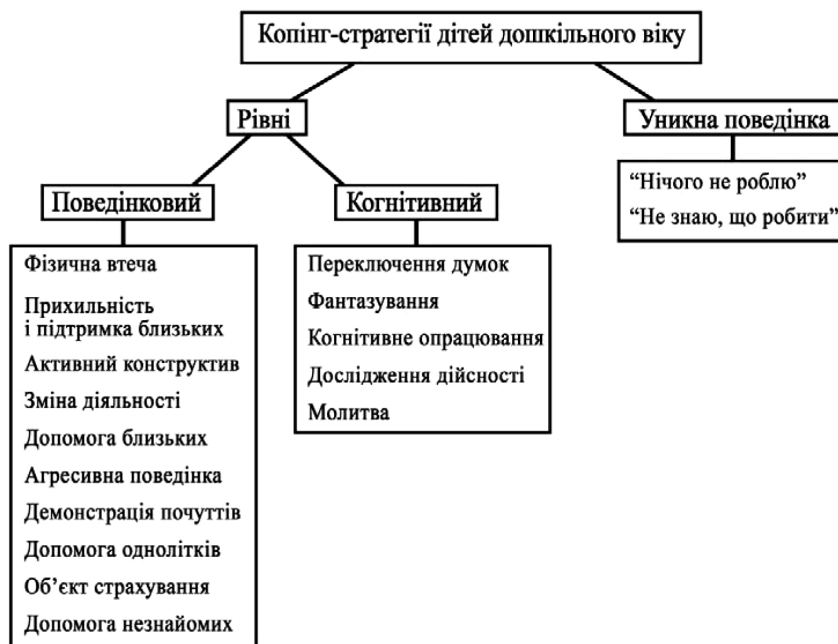 Копінг-стратегії дітей дошкільного віку
Рівні
Уникна поведінка
“Нічого не роблю”
“Не знаю, що робити”
Поведінковий
Когнітивний
Фізична втеча
Прихильність
і підтримка близьких
Активний конструктив
Зміна діяльності
Допомога близьких
Агресивна поведінка
Демонстрація почуттів
Допомога однолітків
Об’єкт страхування
Допомога незнайомих
Переключення думок
Фантазування
Когнітивне опрацювання
Дослідження дійсності
Молитва